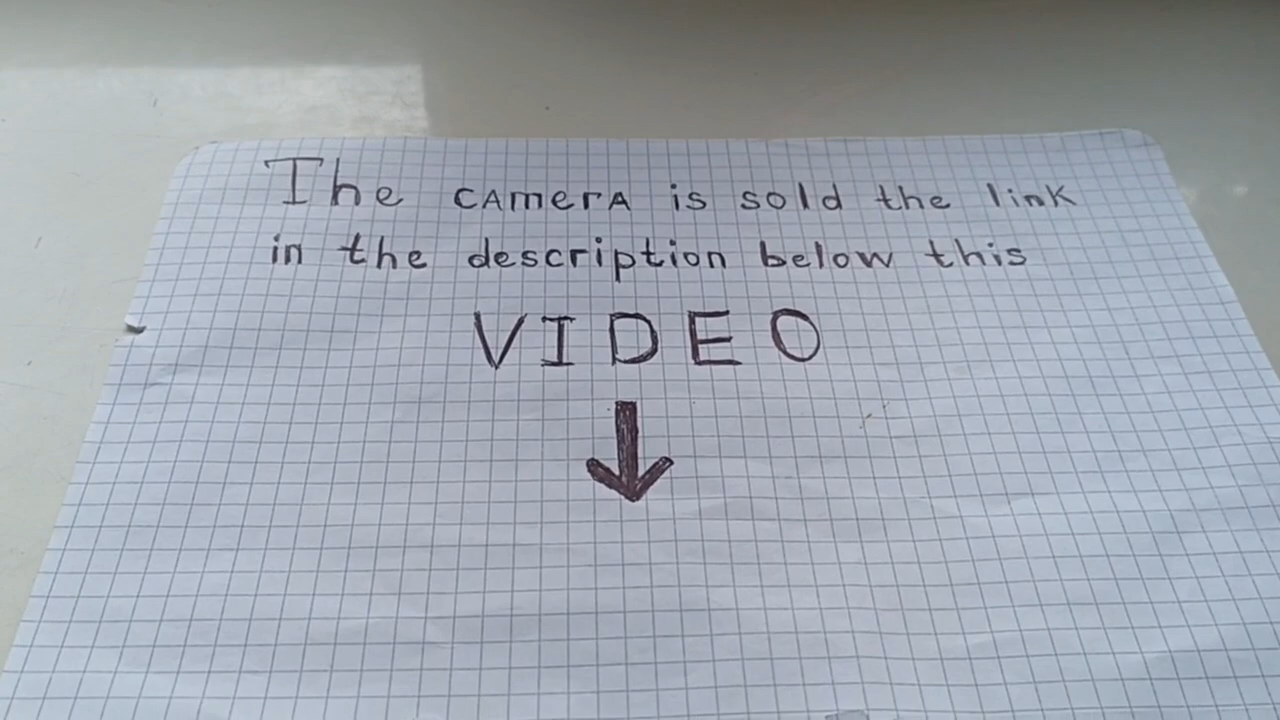 The camera is sold the link
in the description below this
VIDEO